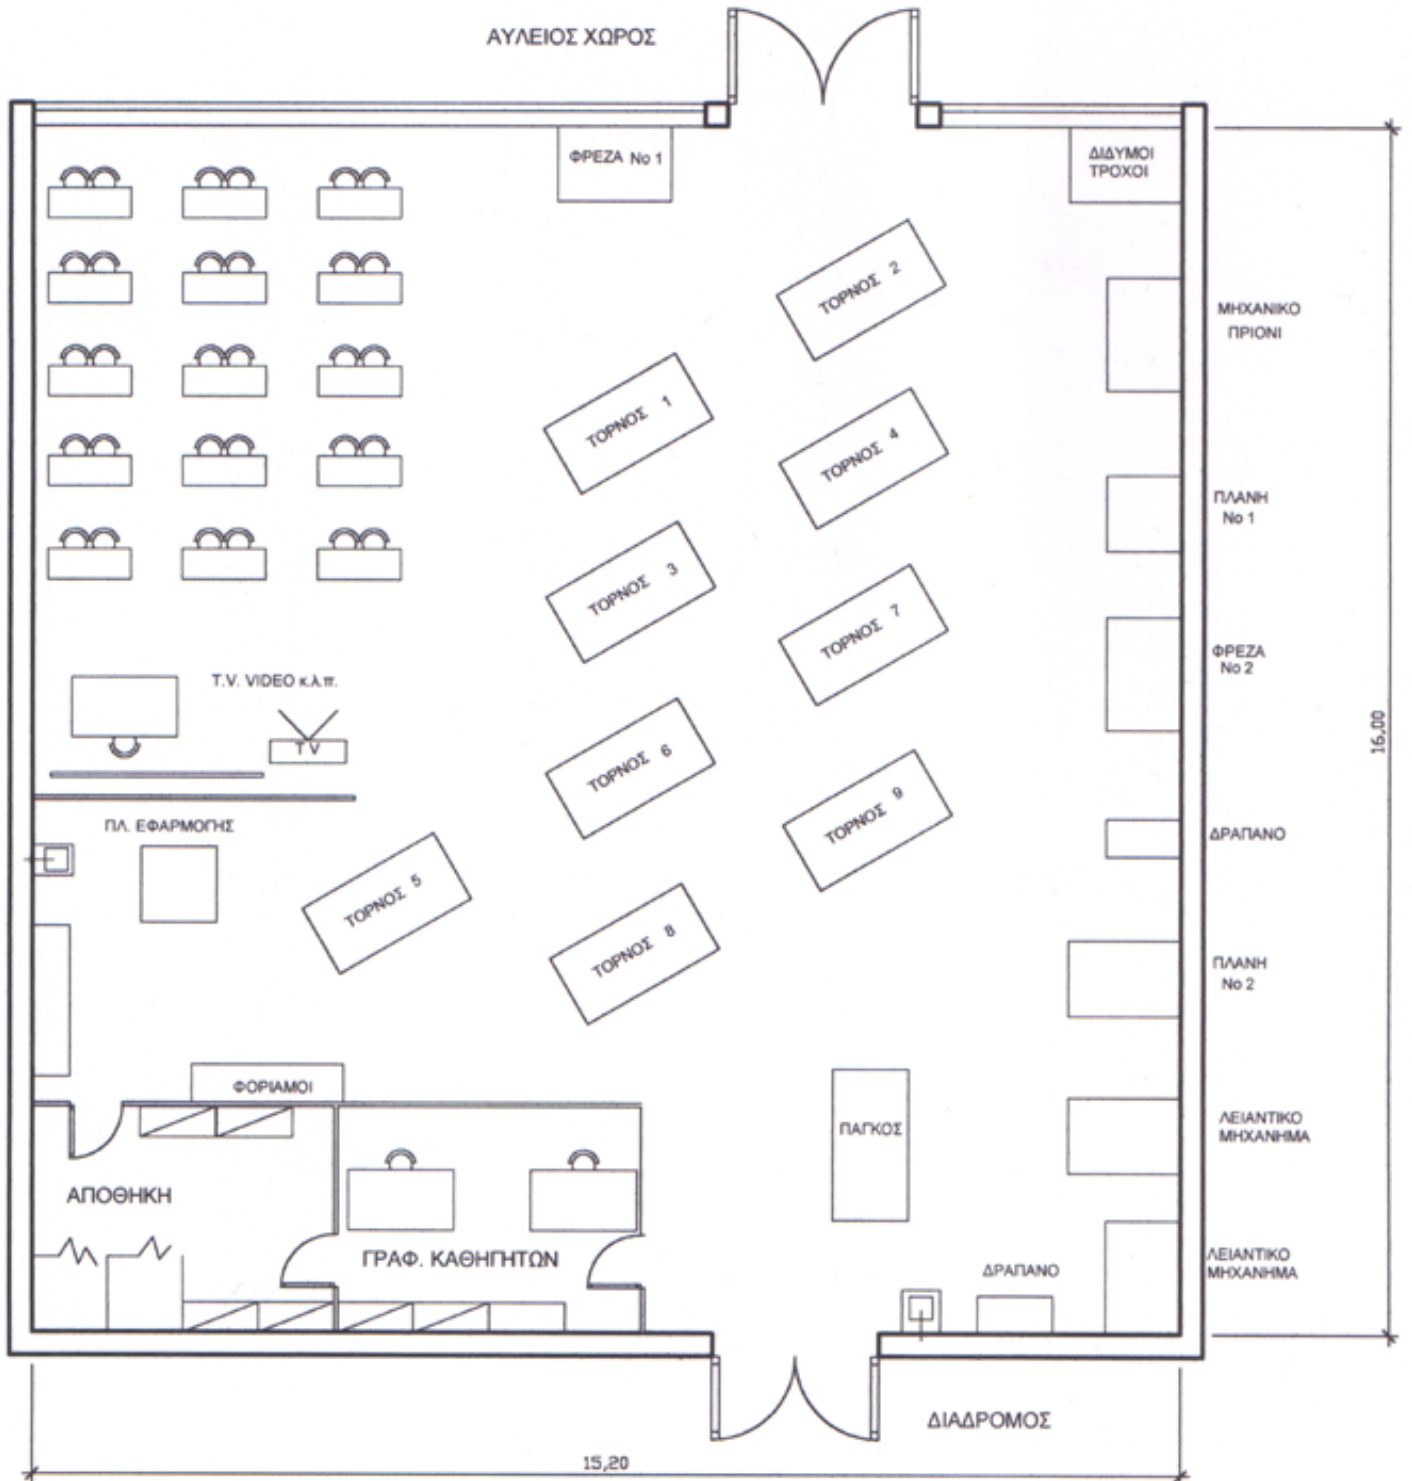 ΑΥΛΕΙΟΣ ΧΩΡΟΣ
ΦΡΕΖΑ Νο 1
ΔΙΔΥΜΟΙ
ΤΡΟΧΟΙ
ΤΟΡΝΟΣ 2
ΜΗΧΑΝΙΚΟ
ΠΡΙΟΝΙ
ΤΟΡΝΟΣ 1
ΤΟΡΝΟΣ 4
ΠΛΑΝΗ
Νο 1
ΤΟΡΝΟΣ 3
ΤΟΡΝΟΣ 7
ΦΡΕΖΑ
Νο 2
T.V. VIDEO κ.λ.π.
TV
16,00
ΤΟΡΝΟΣ 6
ΤΟΡΝΟΣ 9
ΠΛ. ΕΦΑΡΜΟΓΗΣ
ΔΡΑΠΑΝΟ
ΤΟΡΝΟΣ 5
ΤΟΡΝΟΣ 8
ΠΛΑΝΗ
Νο 2
ΦΟΡΙΑΜΟΙ
ΠΑΓΚΟΣ
ΛΕΙΑΝΤΙΚΟ
ΜΗΧΑΝΗΜΑ
ΑΠΟΘΗΚΗ
ΓΡΑΦ. ΚΑΘΗΓΗΤΩΝ
ΔΡΑΠΑΝΟ
ΛΕΙΑΝΤΙΚΟ
ΜΗΧΑΝΗΜΑ
ΔΙΑΔΡΟΜΟΣ
15,20